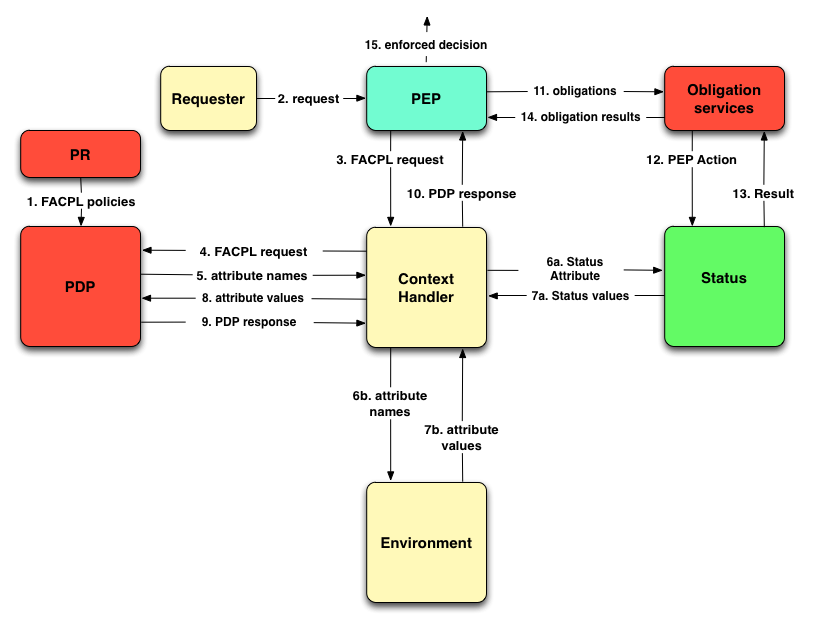 15. enforced decision
Requester
2. request
PEP
11. obligations
14. obligation results
Obligation
services
PR
3. FACPL request
12. PEP Action
10. PDP response
13. Result
1. FACPL policies
PDP
4. FACPL request
5. attribute names
8. attribute values
9. PDP response
Context
Handler
6a. Status
Attribute
7a. Status values
Status
6b. attribute
names
7b. attribute
values
Environment